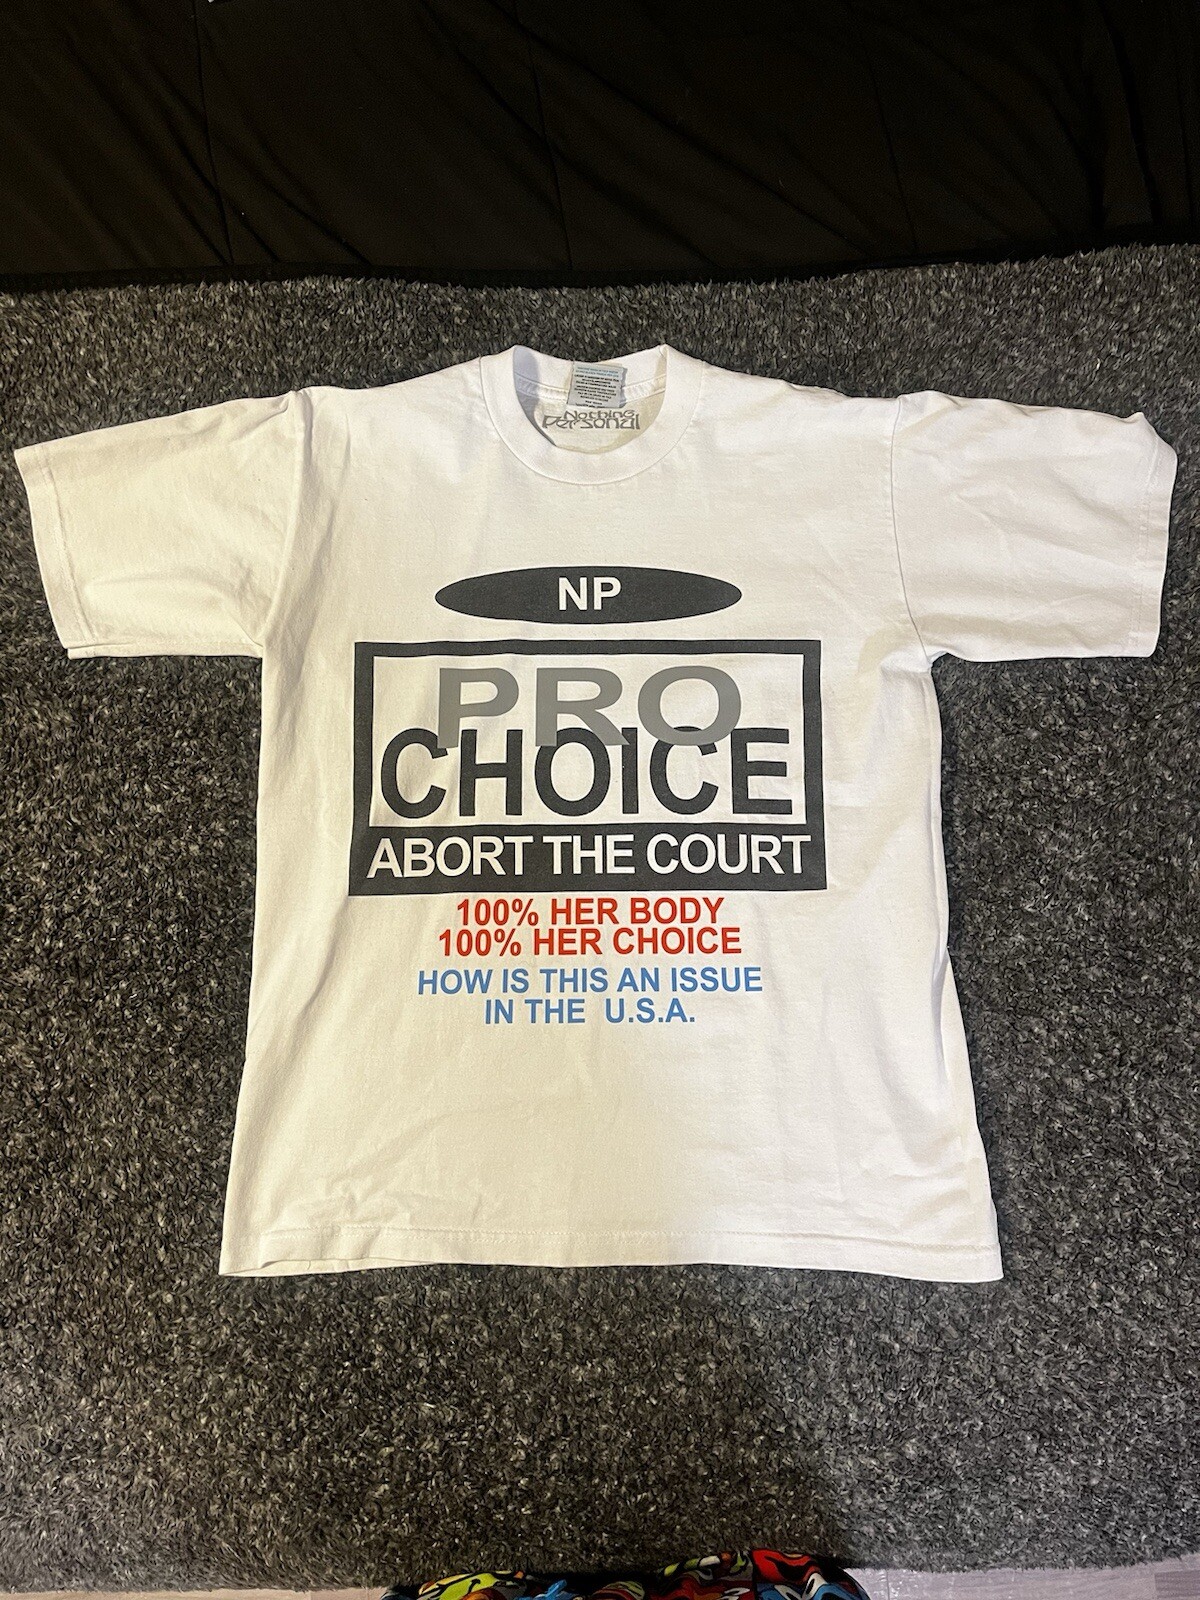 Nothing
Personal
NP
PRO
CHOICE
ABORT THE COURT
100% HER BODY
100% HER CHOICE
HOW IS THIS AN ISSUE
IN THE U.S.A.